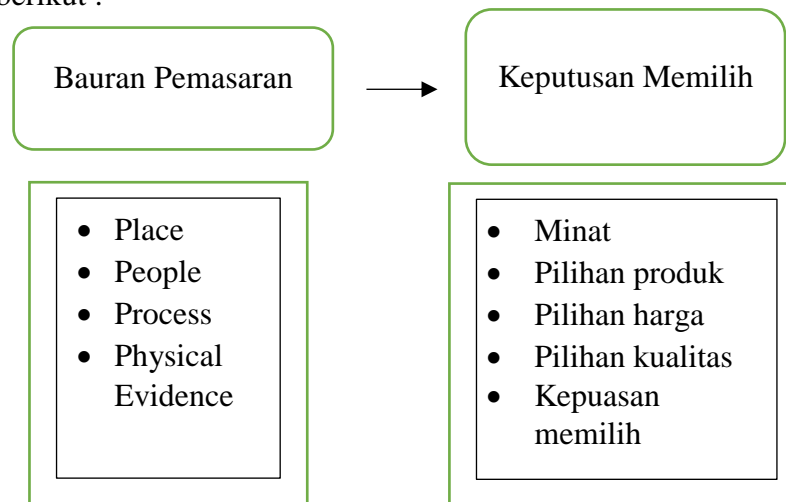 berikut :
Bauran Pemasaran
Keputusan Memilih
• Place
• People
• Process
• Physical
Evidence
• Minat
• Pilihan produk
• Pilihan harga
• Pilihan kualitas
• Kepuasan
memilih